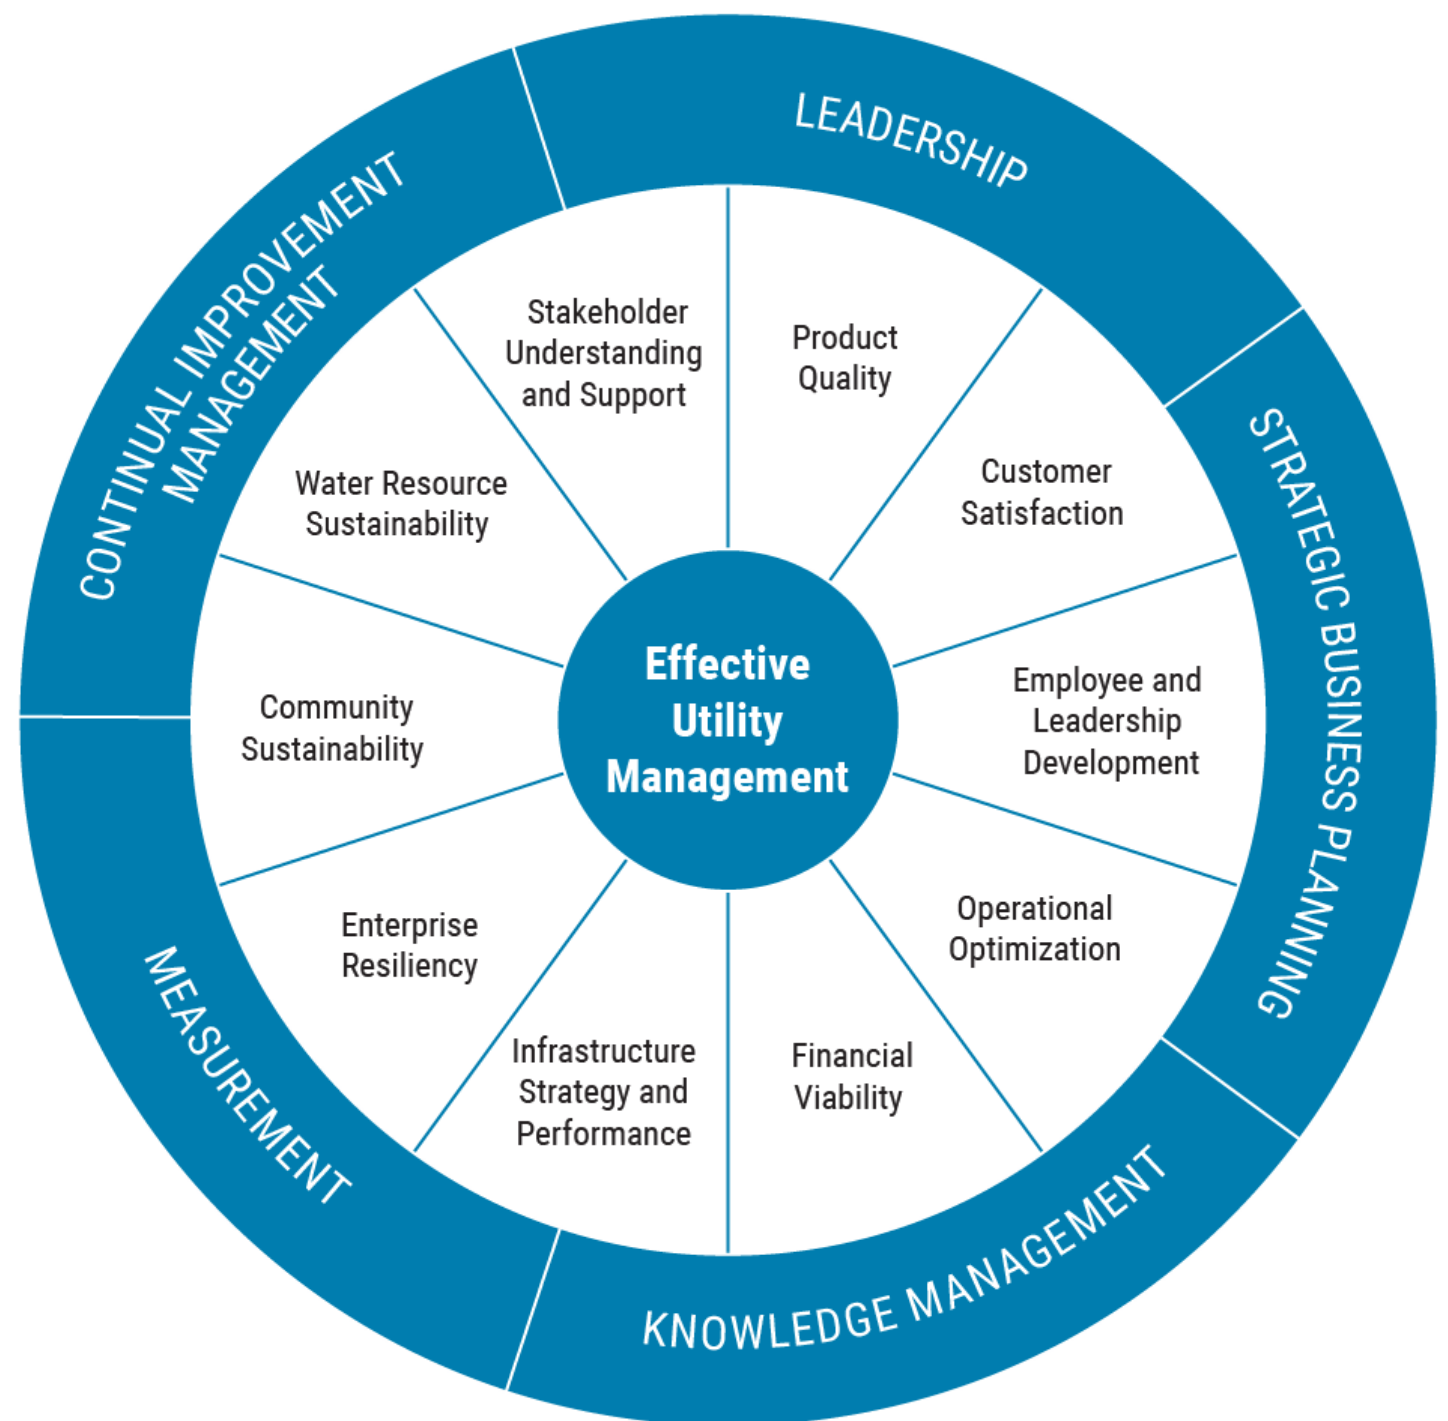 LEADERSHIP
STRATEGIC BUSINESS PLANNING
KNOWLEDGE MANAGEMENT
MEASUREMENT
CONTINUAL IMPROVEMENT
MANAGEMENT
Product
Quality
Customer
Satisfaction
Employee and
Leadership
Development
Operational
Optimization
Financial
Viability
Infrastructure
Strategy and
Performance
Enterprise
Resiliency
Community
Sustainability
Water Resource
Sustainability
Stakeholder
Understanding
and Support
Effective
Utility
Management